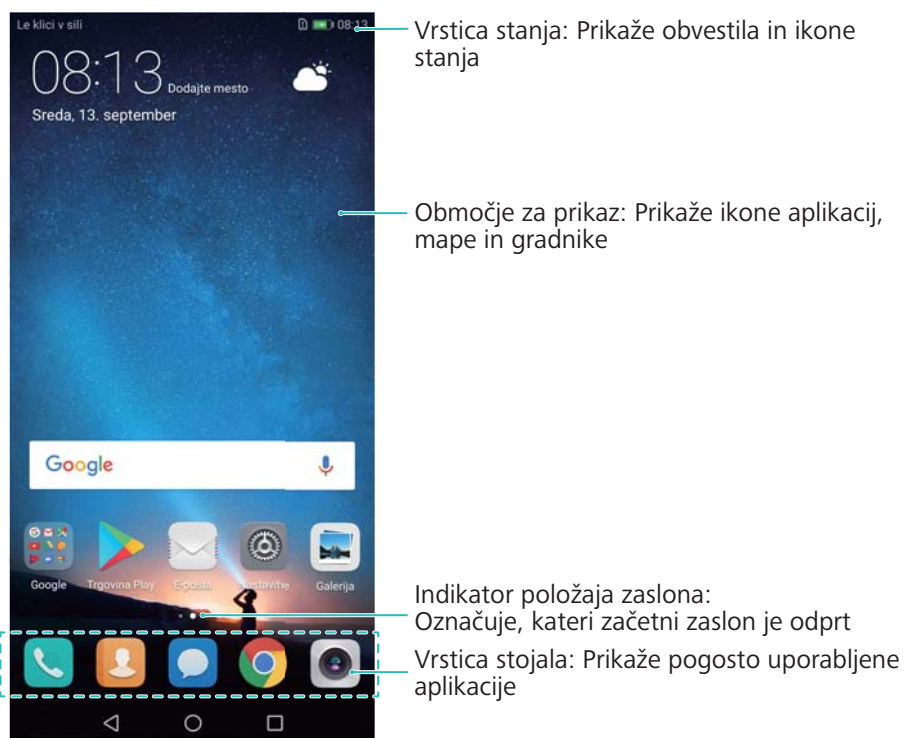 Le klici v sili
08:13
08:13 Dodajte mesto
Sreda, 13. september
Vrstica stanja: Prikaže obvestila in ikone
stanja
Območje za prikaz: Prikaže ikone aplikacij,
mape in gradnike
Google
Google
Trgovina Play
E-pošta
Nastavitve
Galerija
Indikator položaja zaslona:
Označuje, kateri začetni zaslon je odprt
Vrstica stojala: Prikaže pogosto uporabljene
aplikacije